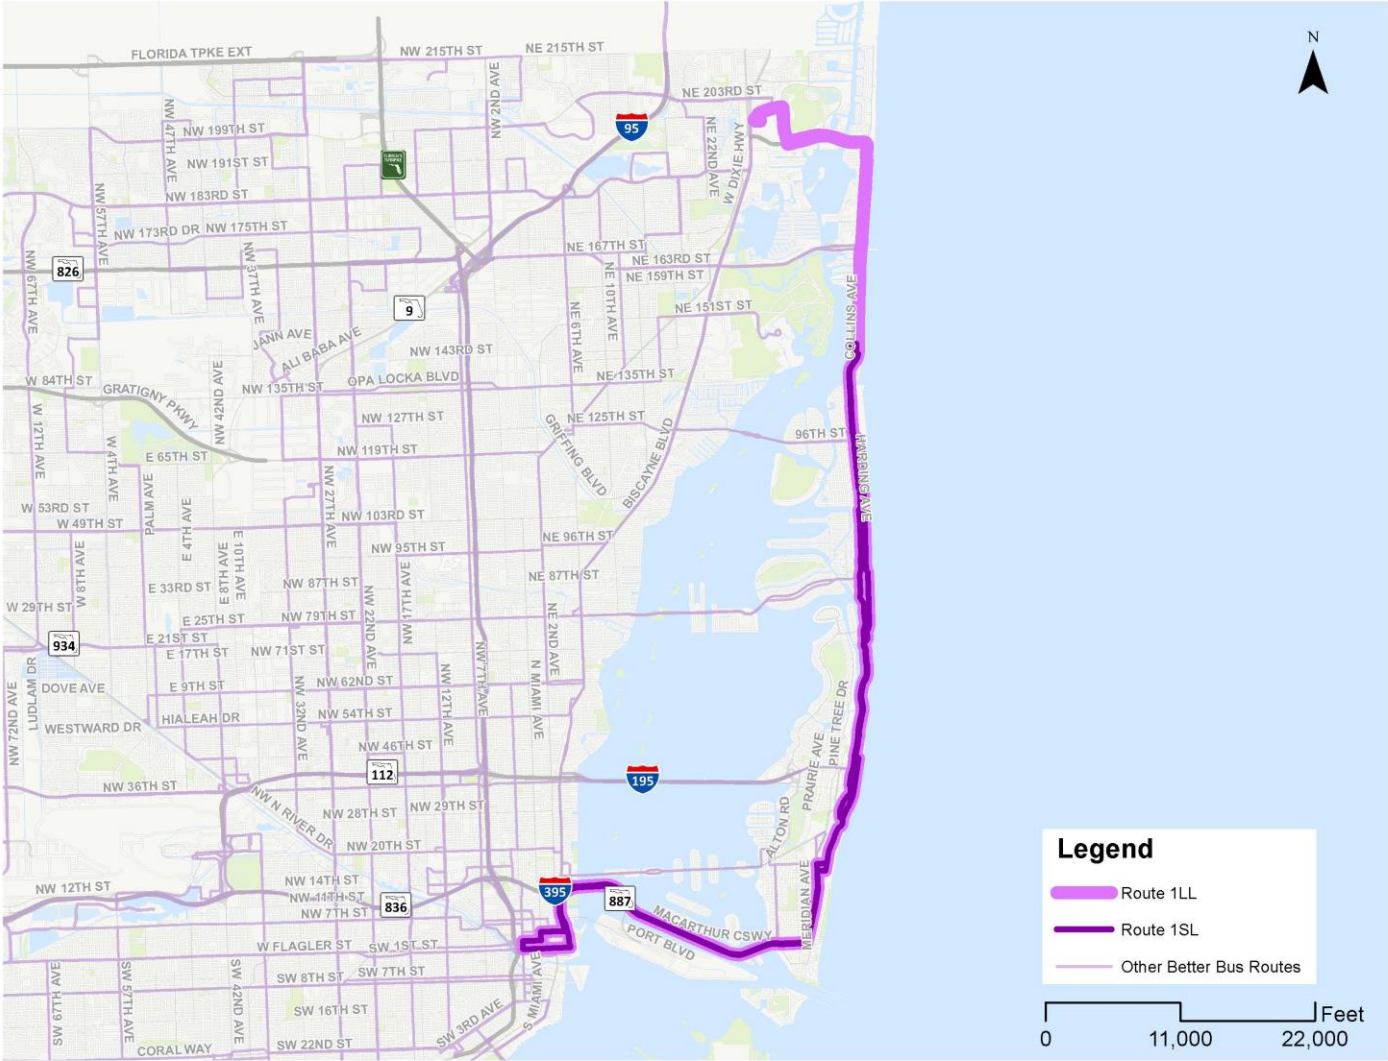 N
FLORIDA TPKE EXT
NW 215TH ST
NE 215TH ST
NW 2ND AVE
NE 203RD ST
NW 47TH AVE
NW 199TH ST
95
NE 22ND AVE
W DIXIE HWY
NW 191ST ST
NW 183RD ST
NW 57TH AVE
NW 173RD DR
NW 175TH ST
NW 37TH AVE
NE 167TH ST
NE 163RD ST
NE 159TH ST
NE 10TH AVE
826
NW 67TH AVE
9
NE 151ST ST
NE 6TH AVE
COLLINS AVE
JANN AVE
ALI BABA AVE
NW 143RD ST
W 84TH ST
GRATIGNY PKWY
NW 42ND AVE
NW 135TH ST
OPA LOCKA BLVD
NE 135TH ST
W 12TH AVE
NW 127TH ST
NE 125TH ST
96TH ST
GRIFFING BLVD
BISCAYNE BLVD
HARDING AVE
W 4TH AVE
E 65TH ST
NW 119TH ST
PALM AVE
NW 27TH AVE
W 53RD ST
W 49TH ST
E 4TH AVE
NW 103RD ST
E 10TH AVE
E 8TH AVE
W 8TH AVE
NW 95TH ST
NE 96TH ST
NW 17TH AVE
E 33RD ST
NW 87TH ST
NE 87TH ST
NW 22ND AVE
W 29TH ST
E 25TH ST
NW 79TH ST
NE 2ND AVE
934
E 21ST ST
E 17TH ST
NW 71ST ST
NW 7TH AVE
N MIAMI AVE
LUDLAM DR
NW 72ND AVE
DOVE AVE
E 9TH ST
NW 62ND ST
NW 32ND AVE
NW 12TH AVE
PINE TREE DR
WESTWARD DR
HIALEAH DR
NW 54TH ST
NW 46TH ST
PRAIRIE AVE
112
195
NW 36TH ST
NW N RIVER DR
NW 28TH ST
NW 29TH ST
ALTON RD
NW 20TH ST
MERIDIAN AVE
NW 12TH ST
NW 14TH ST
NW 11TH ST
NW 7TH ST
836
395
887
MACARTHUR CSWY
PORT BLVD
W FLAGLER ST
SW 1ST ST
SW 67TH AVE
SW 57TH AVE
SW 42ND AVE
SW 8TH ST
SW 7TH ST
S MIAMI AVE
SW 16TH ST
SW 3RD AVE
CORAL WAY
SW 22ND ST
Legend
Route 1LL
Route 1SL
Other Better Bus Routes
Feet
0 11,000 22,000